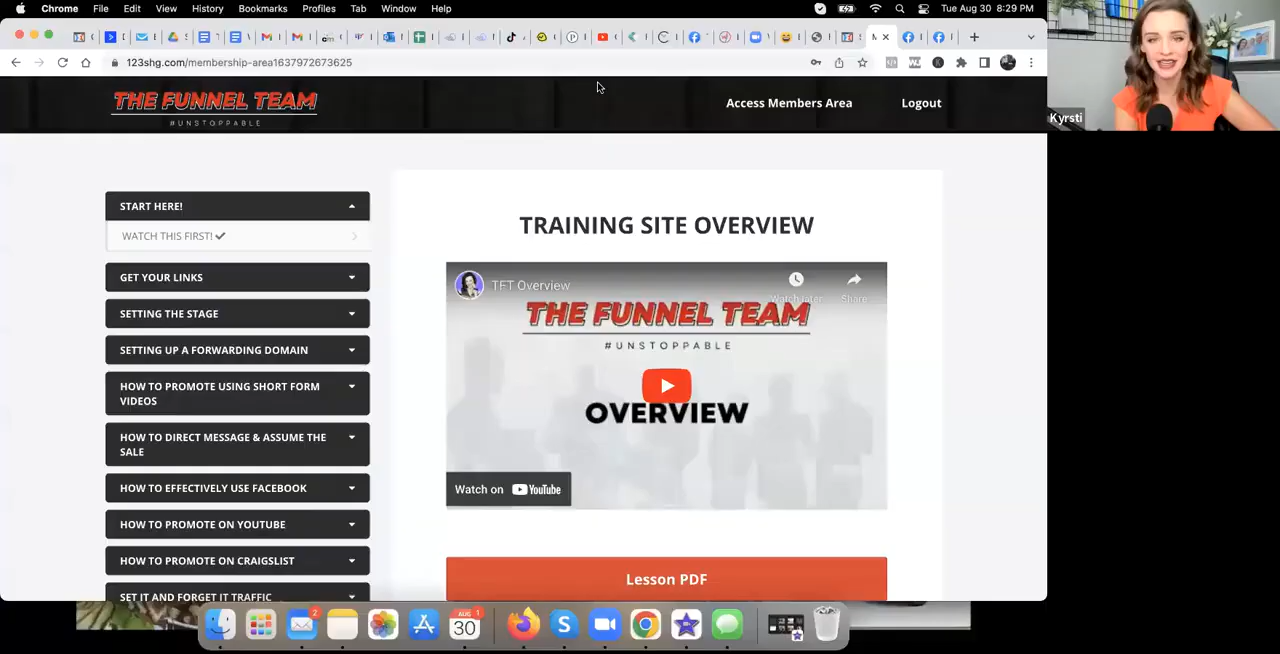 Chrome File Edit View History Bookmarks Profiles Tab Window Help
Tue Aug 30 8:29 PM
123shg.com/membership-area1637972673625
THE FUNNEL TEAM
#UNSTOPPABLE
Access Members Area
Logout
Kyrsti
START HERE!
WATCH THIS FIRST!
GET YOUR LINKS
SETTING THE STAGE
SETTING UP A FORWARDING DOMAIN
HOW TO PROMOTE USING SHORT FORM
VIDEOS
HOW TO DIRECT MESSAGE & ASSUME THE
SALE
HOW TO EFFECTIVELY USE FACEBOOK
HOW TO PROMOTE ON YOUTUBE
HOW TO PROMOTE ON CRAIGSLIST
SET IT AND FORGET IT TRAFFIC
TRAINING SITE OVERVIEW
TFT Overview
Watch later
Share
THE FUNNEL TEAM
#UNSTOPPABLE
OVERVIEW
Watch on YouTube
Lesson PDF
2
AUG 1
30